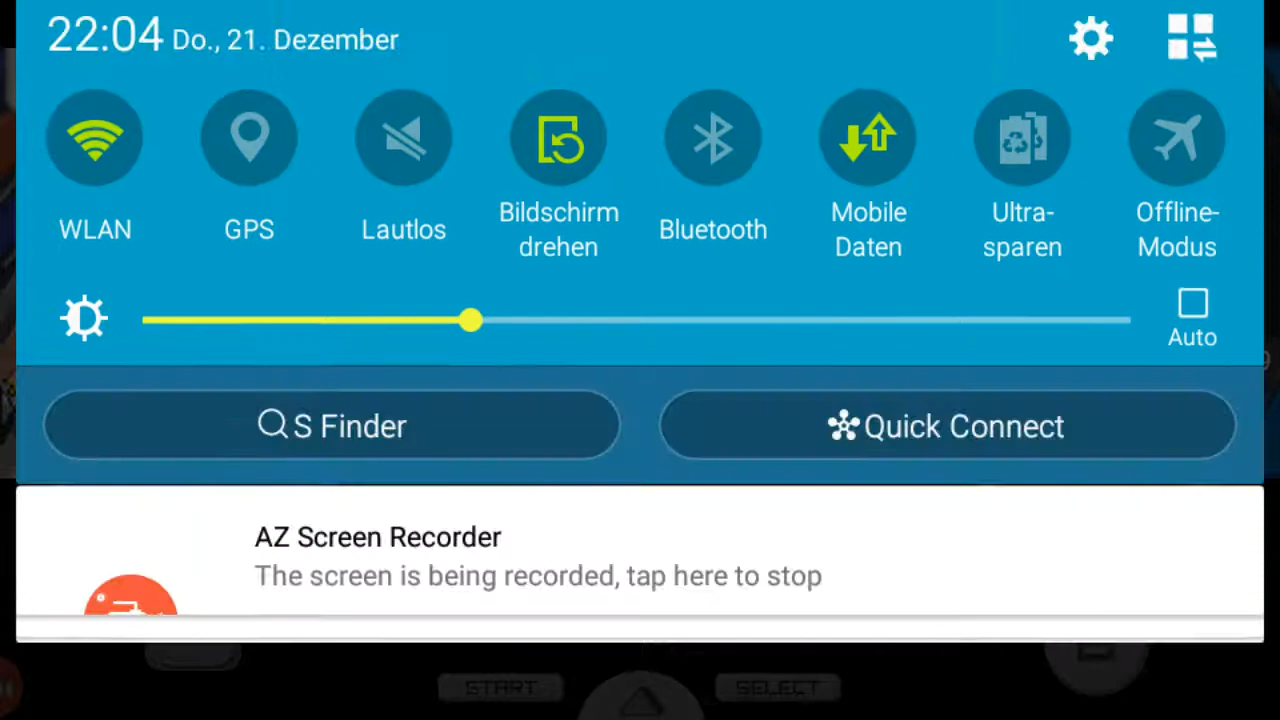 22:04 Do., 21. Dezember
WLAN
GPS
Lautlos
Bildschirm
drehen
Bluetooth
Mobile
Daten
Ultra-
sparen
Offline-
Modus
Auto
S Finder
Quick Connect
AZ Screen Recorder
The screen is being recorded, tap here to stop
START
SELECT